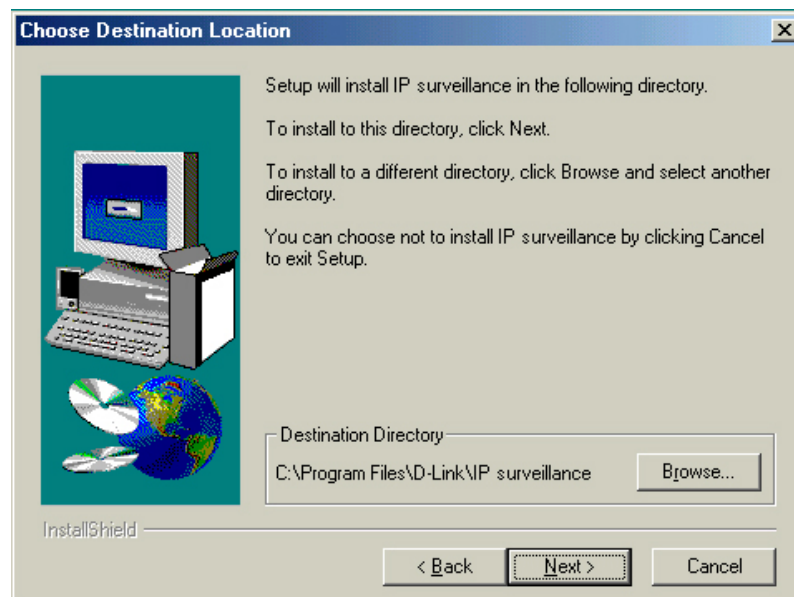 Choose Destination Location
Setup will install IP surveillance in the following directory.
To install to this directory, click Next.
To install to a different directory, click Browse and select another
directory.
You can choose not to install IP surveillance by clicking Cancel
to exit Setup.
Destination Directory
C:\Program Files\D-Link\IP surveillance
Browse...
InstallShield
< Back
Next >
Cancel